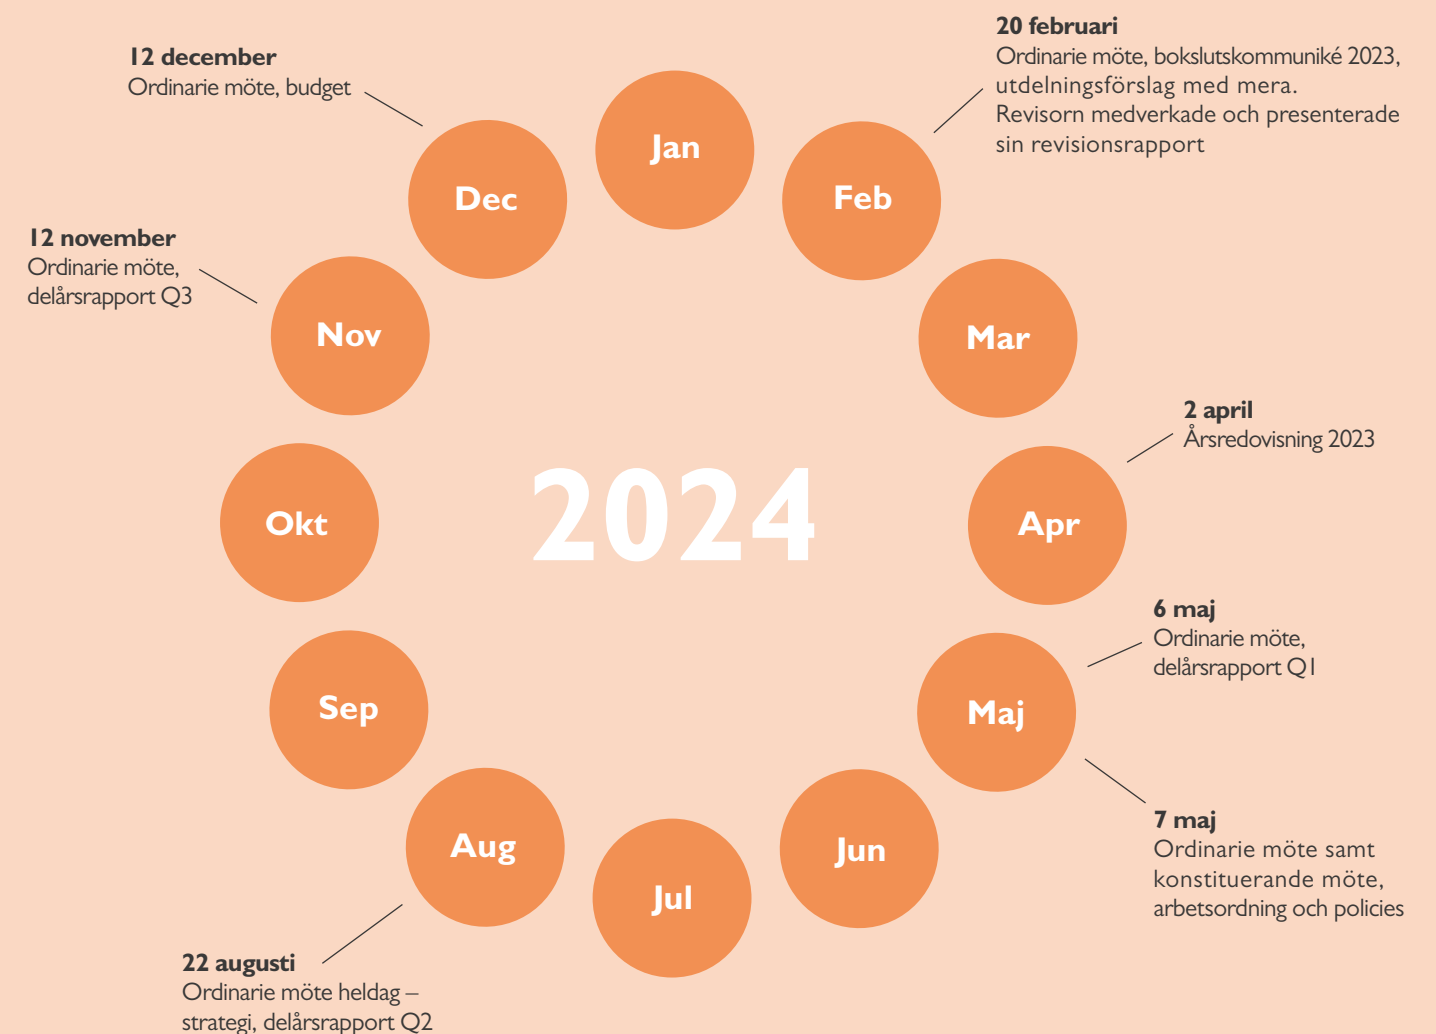 20 februari
Ordinarie möte, bokslutskommuniké 2023,
utdelningsförslag med mera.
Revisorn medverkade och presenterade
sin revisionsrapport
12 december
Ordinarie möte, budget
Jan
Dec
Feb
12 november
Ordinarie möte,
delårsrapport Q3
Nov
Mar
2 april
Årsredovisning 2023
2024
Okt
Apr
6 maj
Ordinarie möte,
delårsrapport Q1
Sep
Maj
7 maj
Ordinarie möte samt
konstituerande möte,
arbetsordning och policies
Aug
Jun
Jul
22 augusti
Ordinarie möte heldag –
strategi, delårsrapport Q2